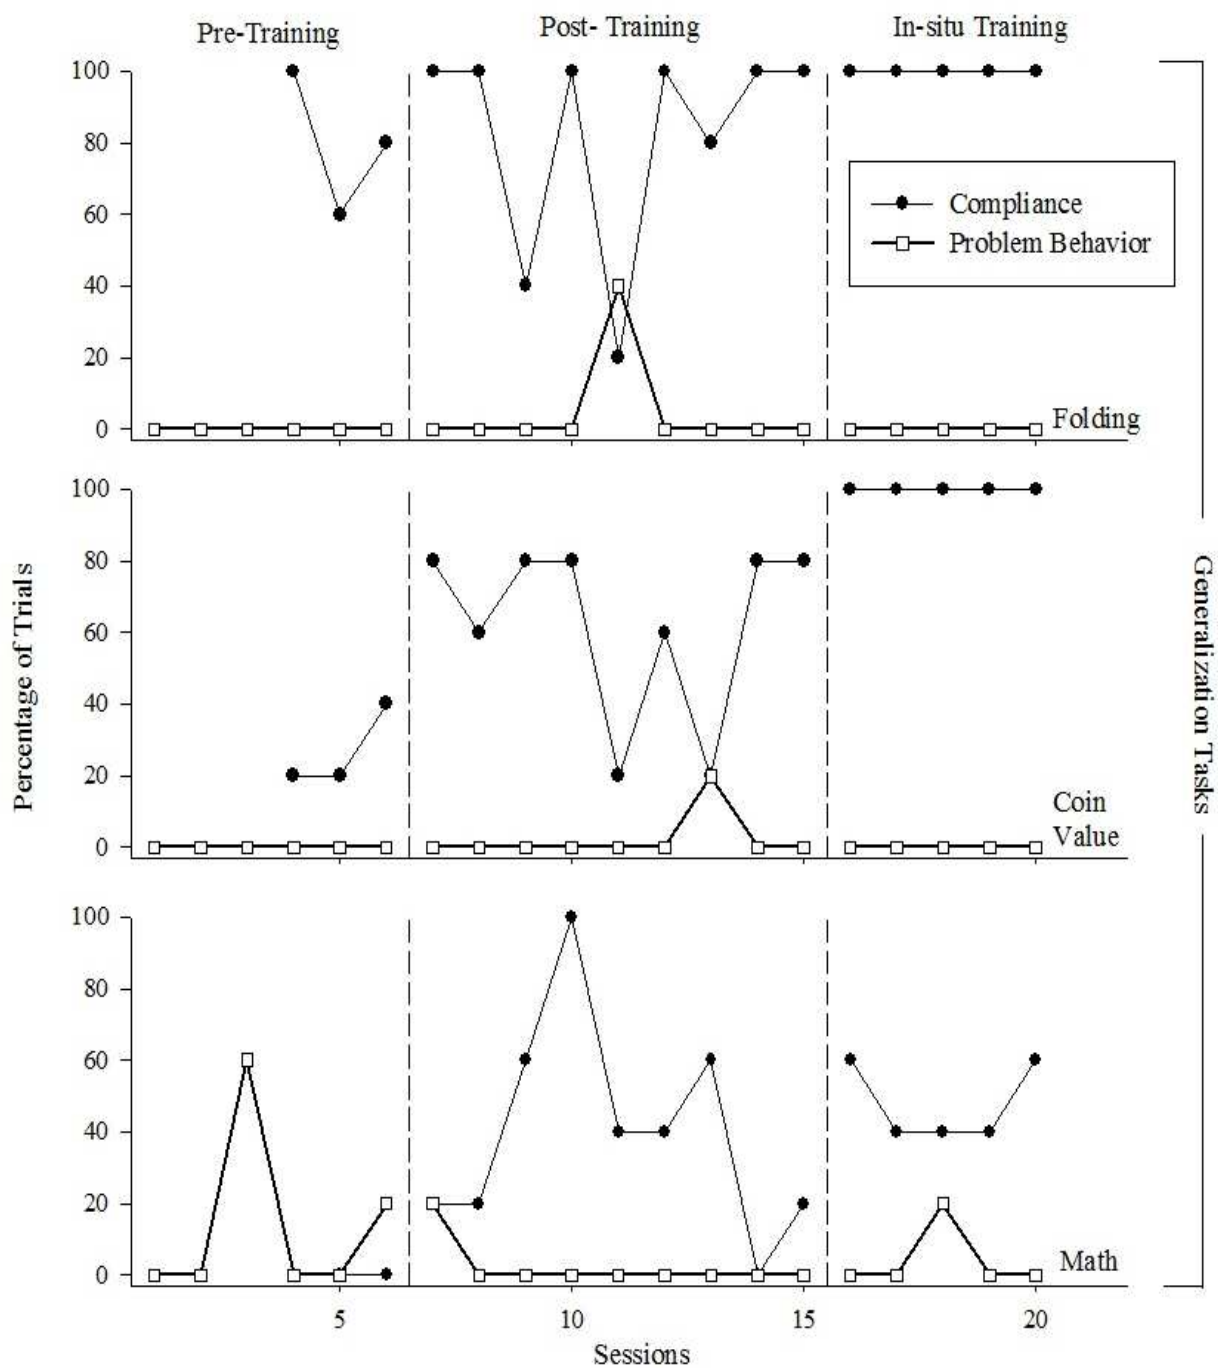 Pre-Training
Post- Training
In-situ Training
100
80
60
40
20
0
Compliance
Problem Behavior
Folding
100
80
60
40
20
0
Coin
Value
100
80
60
40
20
0
Math
5
10
15
20
Sessions
Percentage of Trials
Generalization Tasks